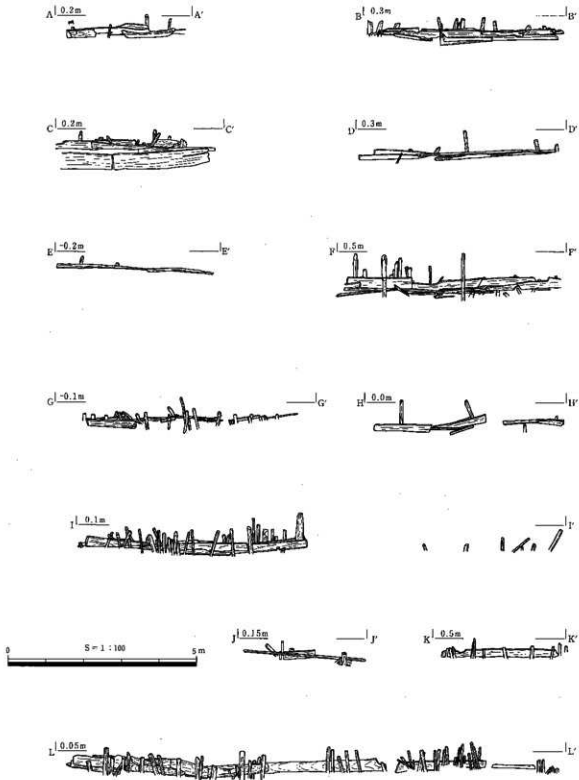 A 0.2m A′ B 0.3m B′
C 0.2m C′ D 0.3m D′
E -0.2m E′ F 0.5m F′
G -0.1m G′ H 0.0m H′
I 0.1m I′
J 0.15m J′ K 0.5m K′
S = 1 : 100
0 5 m
L 0.05m L′